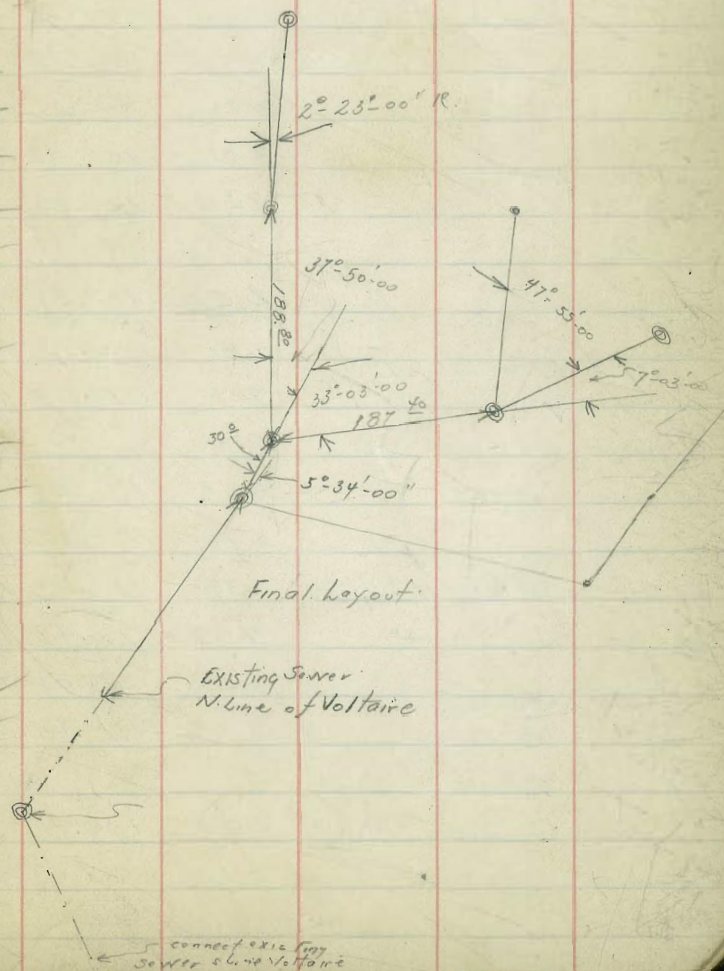 2°-23'-00" R.
37°-50'-00
188.80
47°-55'-00
33°-03'-00
187.40
7°-03'-00
30°
5°-34'-00"
Final Layout.
Existing Sewer
N. Line of Voltaire
connect existing
sewer s line Voltaire